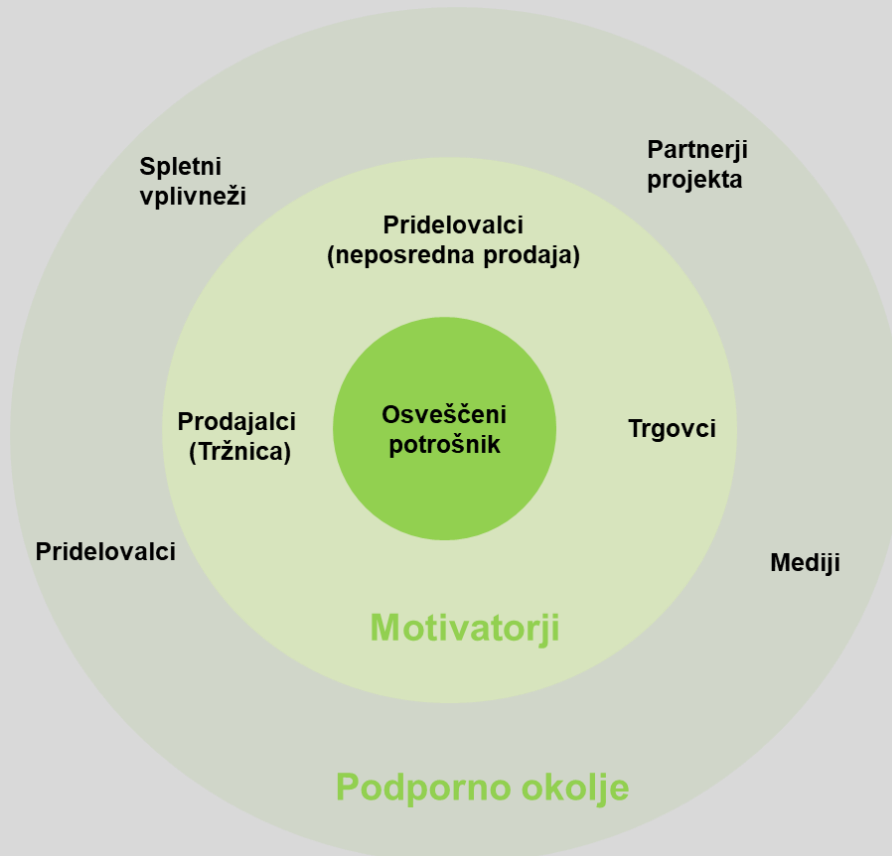 Spletni
vplivneži
Partnerji
projekta
Pridelovalci
(neposredna prodaja)
Prodajalci
(Tržnica)
Osveščeni
potrošnik
Trgovci
Pridelovalci
Mediji
Motivatorji
Podporno okolje